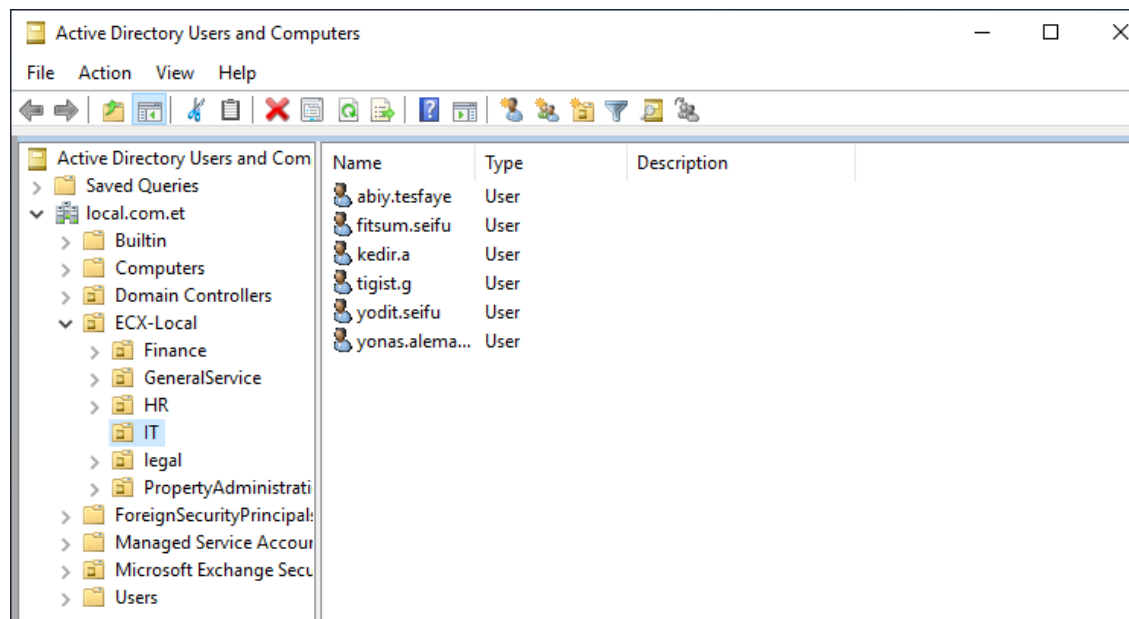 Active Directory Users and Computers
File Action View Help
Active Directory Users and Com
Saved Queries
local.com.et
Builtin
Computers
Domain Controllers
ECX-Local
Finance
GeneralService
HR
IT
legal
PropertyAdministrati
ForeignSecurityPrincipal
Managed Service Accour
Microsoft Exchange Secu
Users
Name Type Description
abiy.tesfaye User
fitsum.seifu User
kedir.a User
tigist.g User
yodit.seifu User
yonas.alema... User